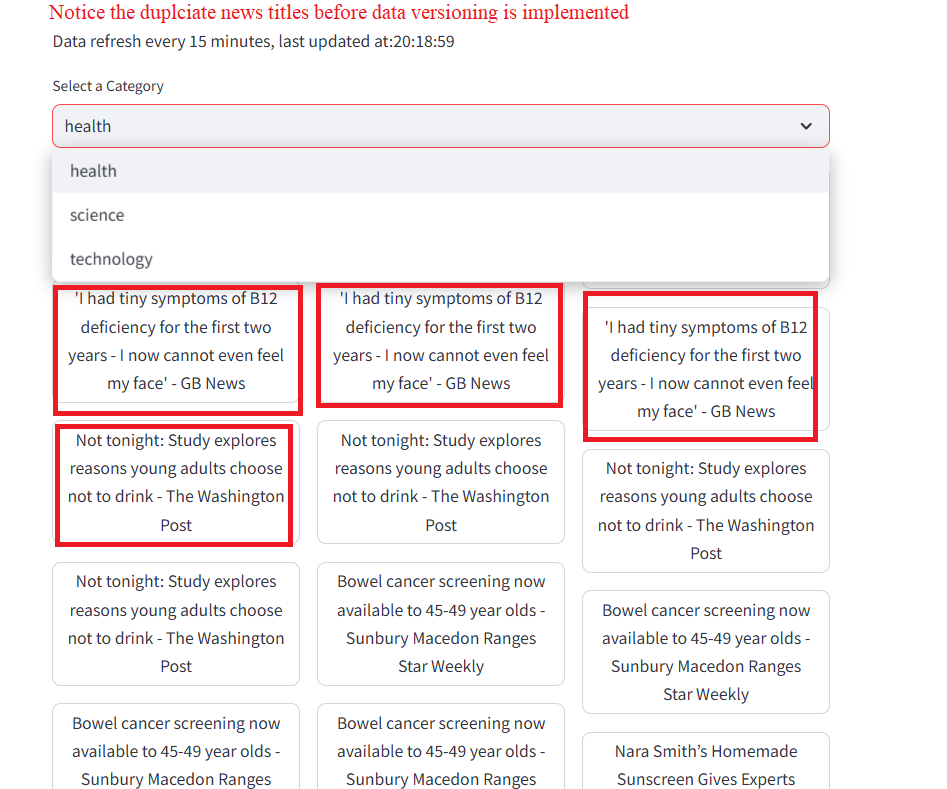 Notice the duplciate news titles before data versioning is implemented
Data refresh every 15 minutes, last updated at:20:18:59
Select a Category
health
health
science
technology
'I had tiny symptoms of B12
deficiency for the first two
years - I now cannot even feel
my face' - GB News
'I had tiny symptoms of B12
deficiency for the first two
years - I now cannot even feel
my face' - GB News
'I had tiny symptoms of B12
deficiency for the first two
years - I now cannot even feel
my face' - GB News
Not tonight: Study explores
reasons young adults choose
not to drink - The Washington
Post
Not tonight: Study explores
reasons young adults choose
not to drink - The Washington
Post
Not tonight: Study explores
reasons young adults choose
not to drink - The Washington
Post
Not tonight: Study explores
reasons young adults choose
not to drink - The Washington
Post
Bowel cancer screening now
available to 45-49 year olds -
Sunbury Macedon Ranges
Star Weekly
Bowel cancer screening now
available to 45-49 year olds -
Sunbury Macedon Ranges
Star Weekly
Bowel cancer screening now
available to 45-49 year olds -
Sunbury Macedon Ranges
Bowel cancer screening now
available to 45-49 year olds -
Sunbury Macedon Ranges
Nara Smith’s Homemade
Sunscreen Gives Experts